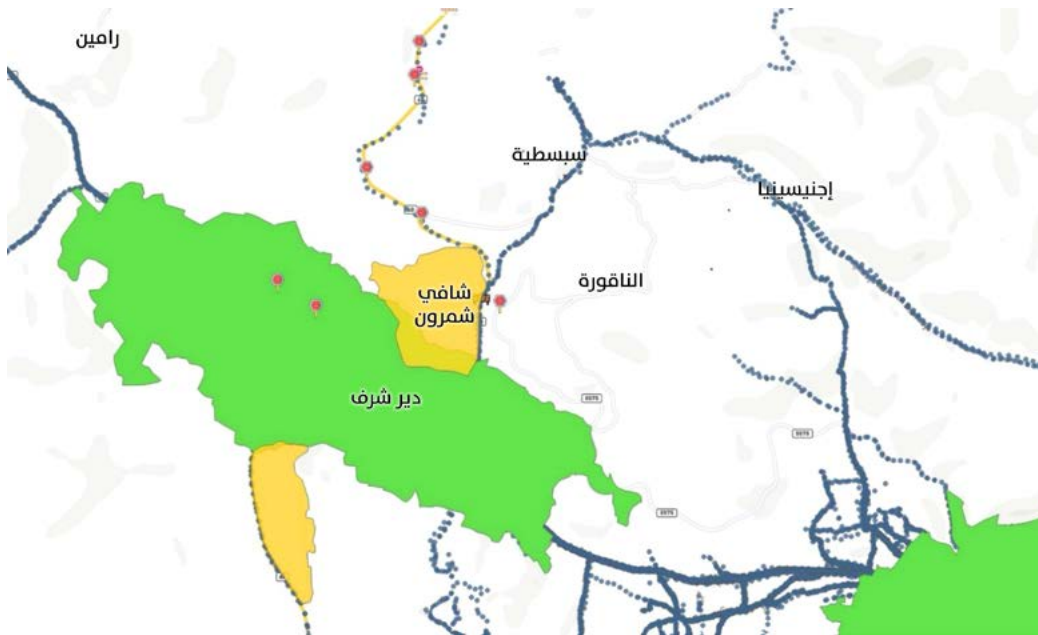 رامين
سبسطية
إجنيسينيا
الناقورة
شافي
شمرون
دير شرف